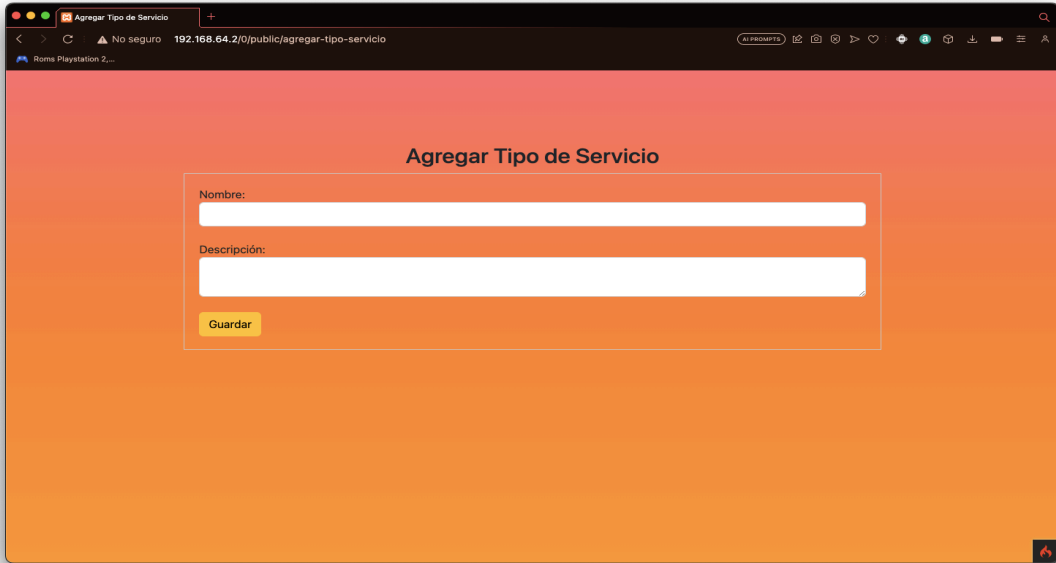 Agregar Tipo de Servicio
No seguro 192.168.64.2/0/public/agregar-tipo-servicio
AI PROMPTS
Roms Playstation 2,...
Agregar Tipo de Servicio
Nombre:
Descripción:
Guardar